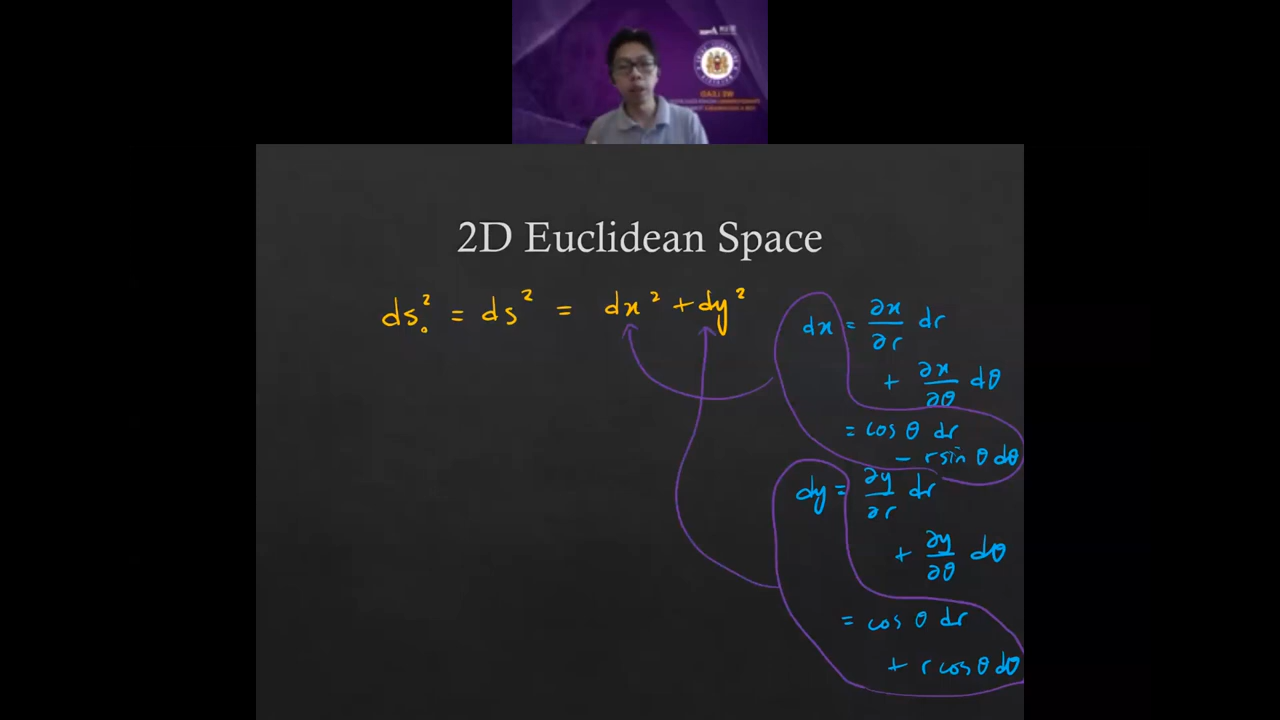 2D Euclidean Space
ds₀² = ds² = dx² + dy²
dx = ∂x/∂r dr
+ ∂x/∂θ dθ
= cos θ dr
− r sin θ dθ
dy = ∂y/∂r dr
+ ∂y/∂θ dθ
= cos θ dr
+ r cos θ dθ